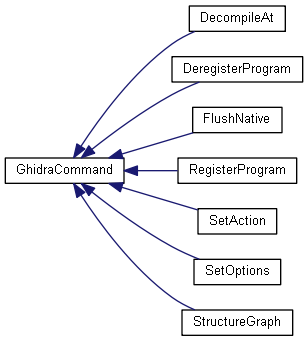 DecompileAt
DeregisterProgram
FlushNative
GhidraCommand
RegisterProgram
SetAction
SetOptions
StructureGraph